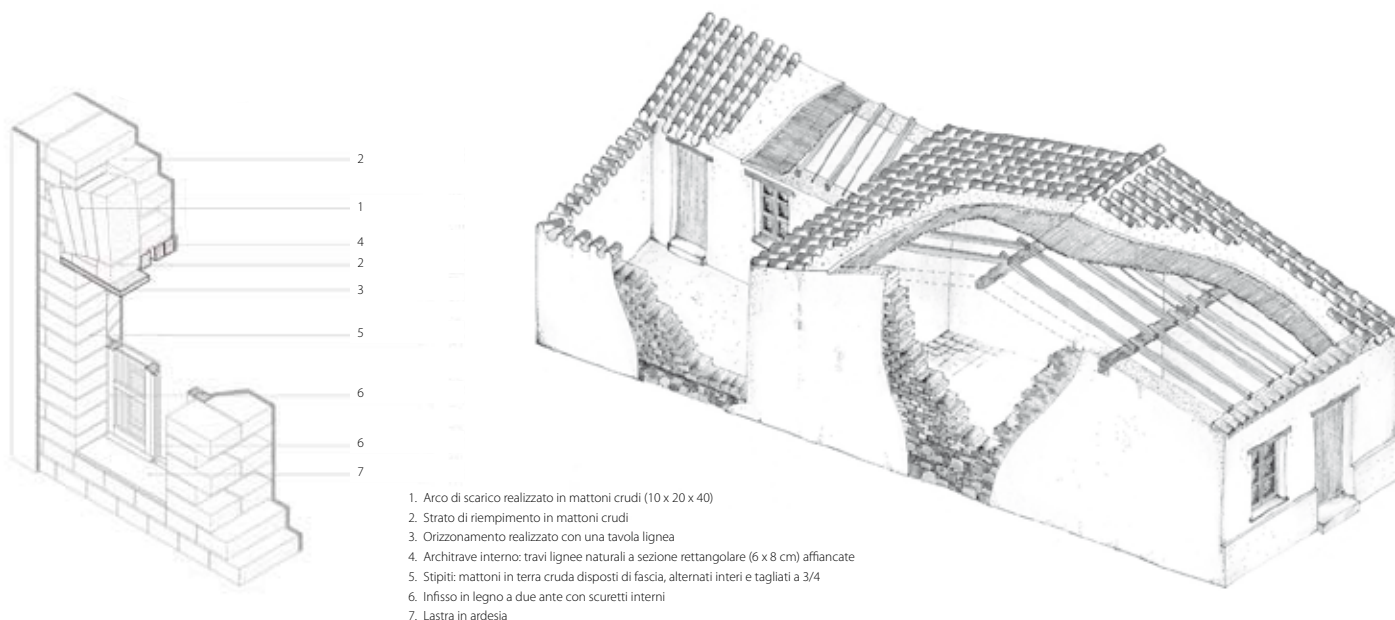 2
1
4
2
3
5
6
6
7
1. Arco di scarico realizzato in mattoni crudi (10 x 20 x 40)
2. Strato di riempimento in mattoni crudi
3. Orizzonamento realizzato con una tavola lignea
4. Architrave interno: travi lignee naturali a sezione rettangolare (6 x 8 cm) affiancate
5. Stipiti: mattoni in terra cruda disposti di fascia, alternati interi e tagliati a 3/4
6. Infisso in legno a due ante con scuretti interni
7. Lastra in ardesia